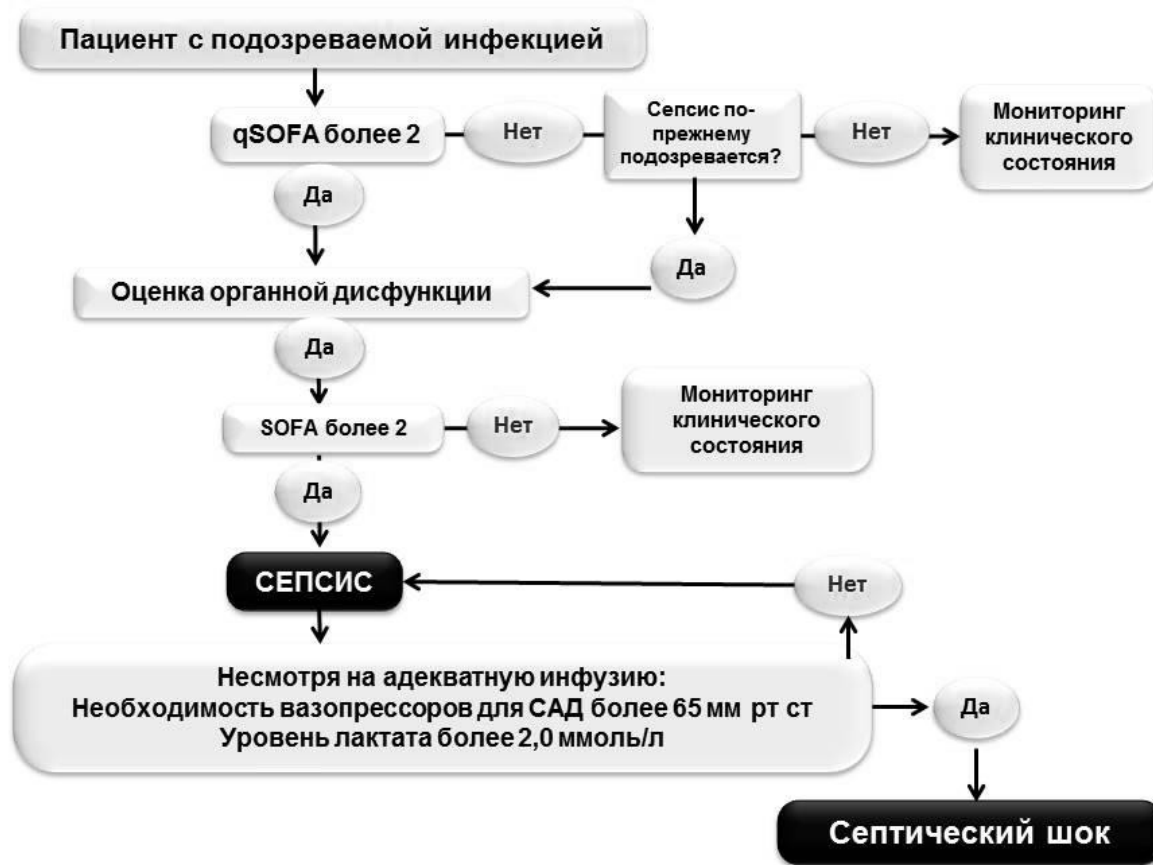 Пациент с подозреваемой инфекцией
qSOFA более 2
Нет
Сепсис по-
прежнему
подозревается?
Нет
Мониторинг
клинического
состояния
Да
Да
Оценка органной дисфункции
Да
SOFA более 2
Нет
Мониторинг
клинического
состояния
Да
СЕПСИС
Нет
Несмотря на адекватную инфузию:
Необходимость вазопрессоров для САД более 65 мм рт ст
Уровень лактата более 2,0 ммоль/л
Да
Септический шок